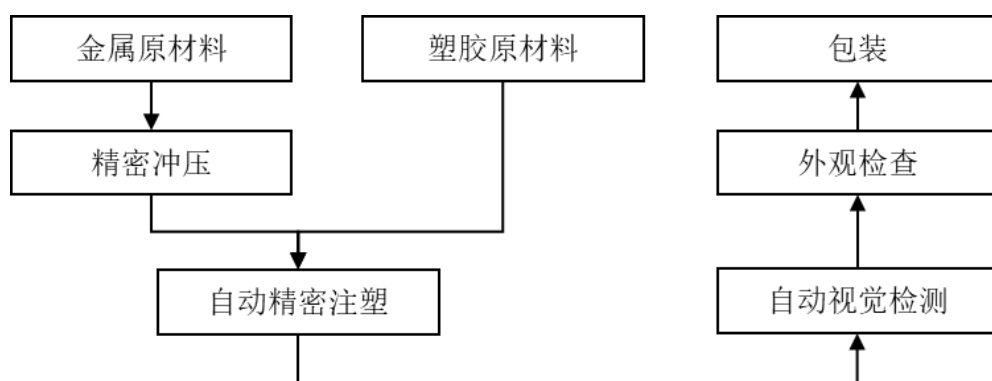 金属原材料
塑胶原材料
包装
精密冲压
外观检查
自动精密注塑
自动视觉检测